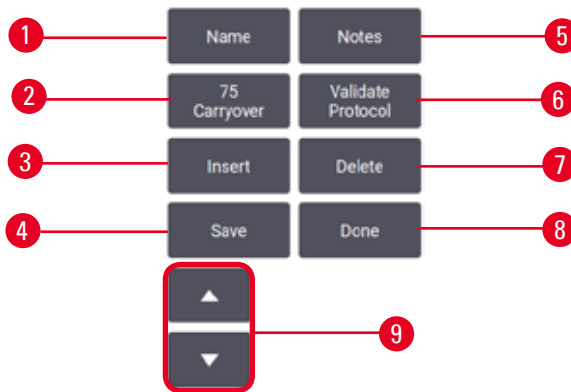 1 Name Notes 5
2 75 Carryover Validate Protocol 6
3 Insert Delete 7
4 Save Done 8
9